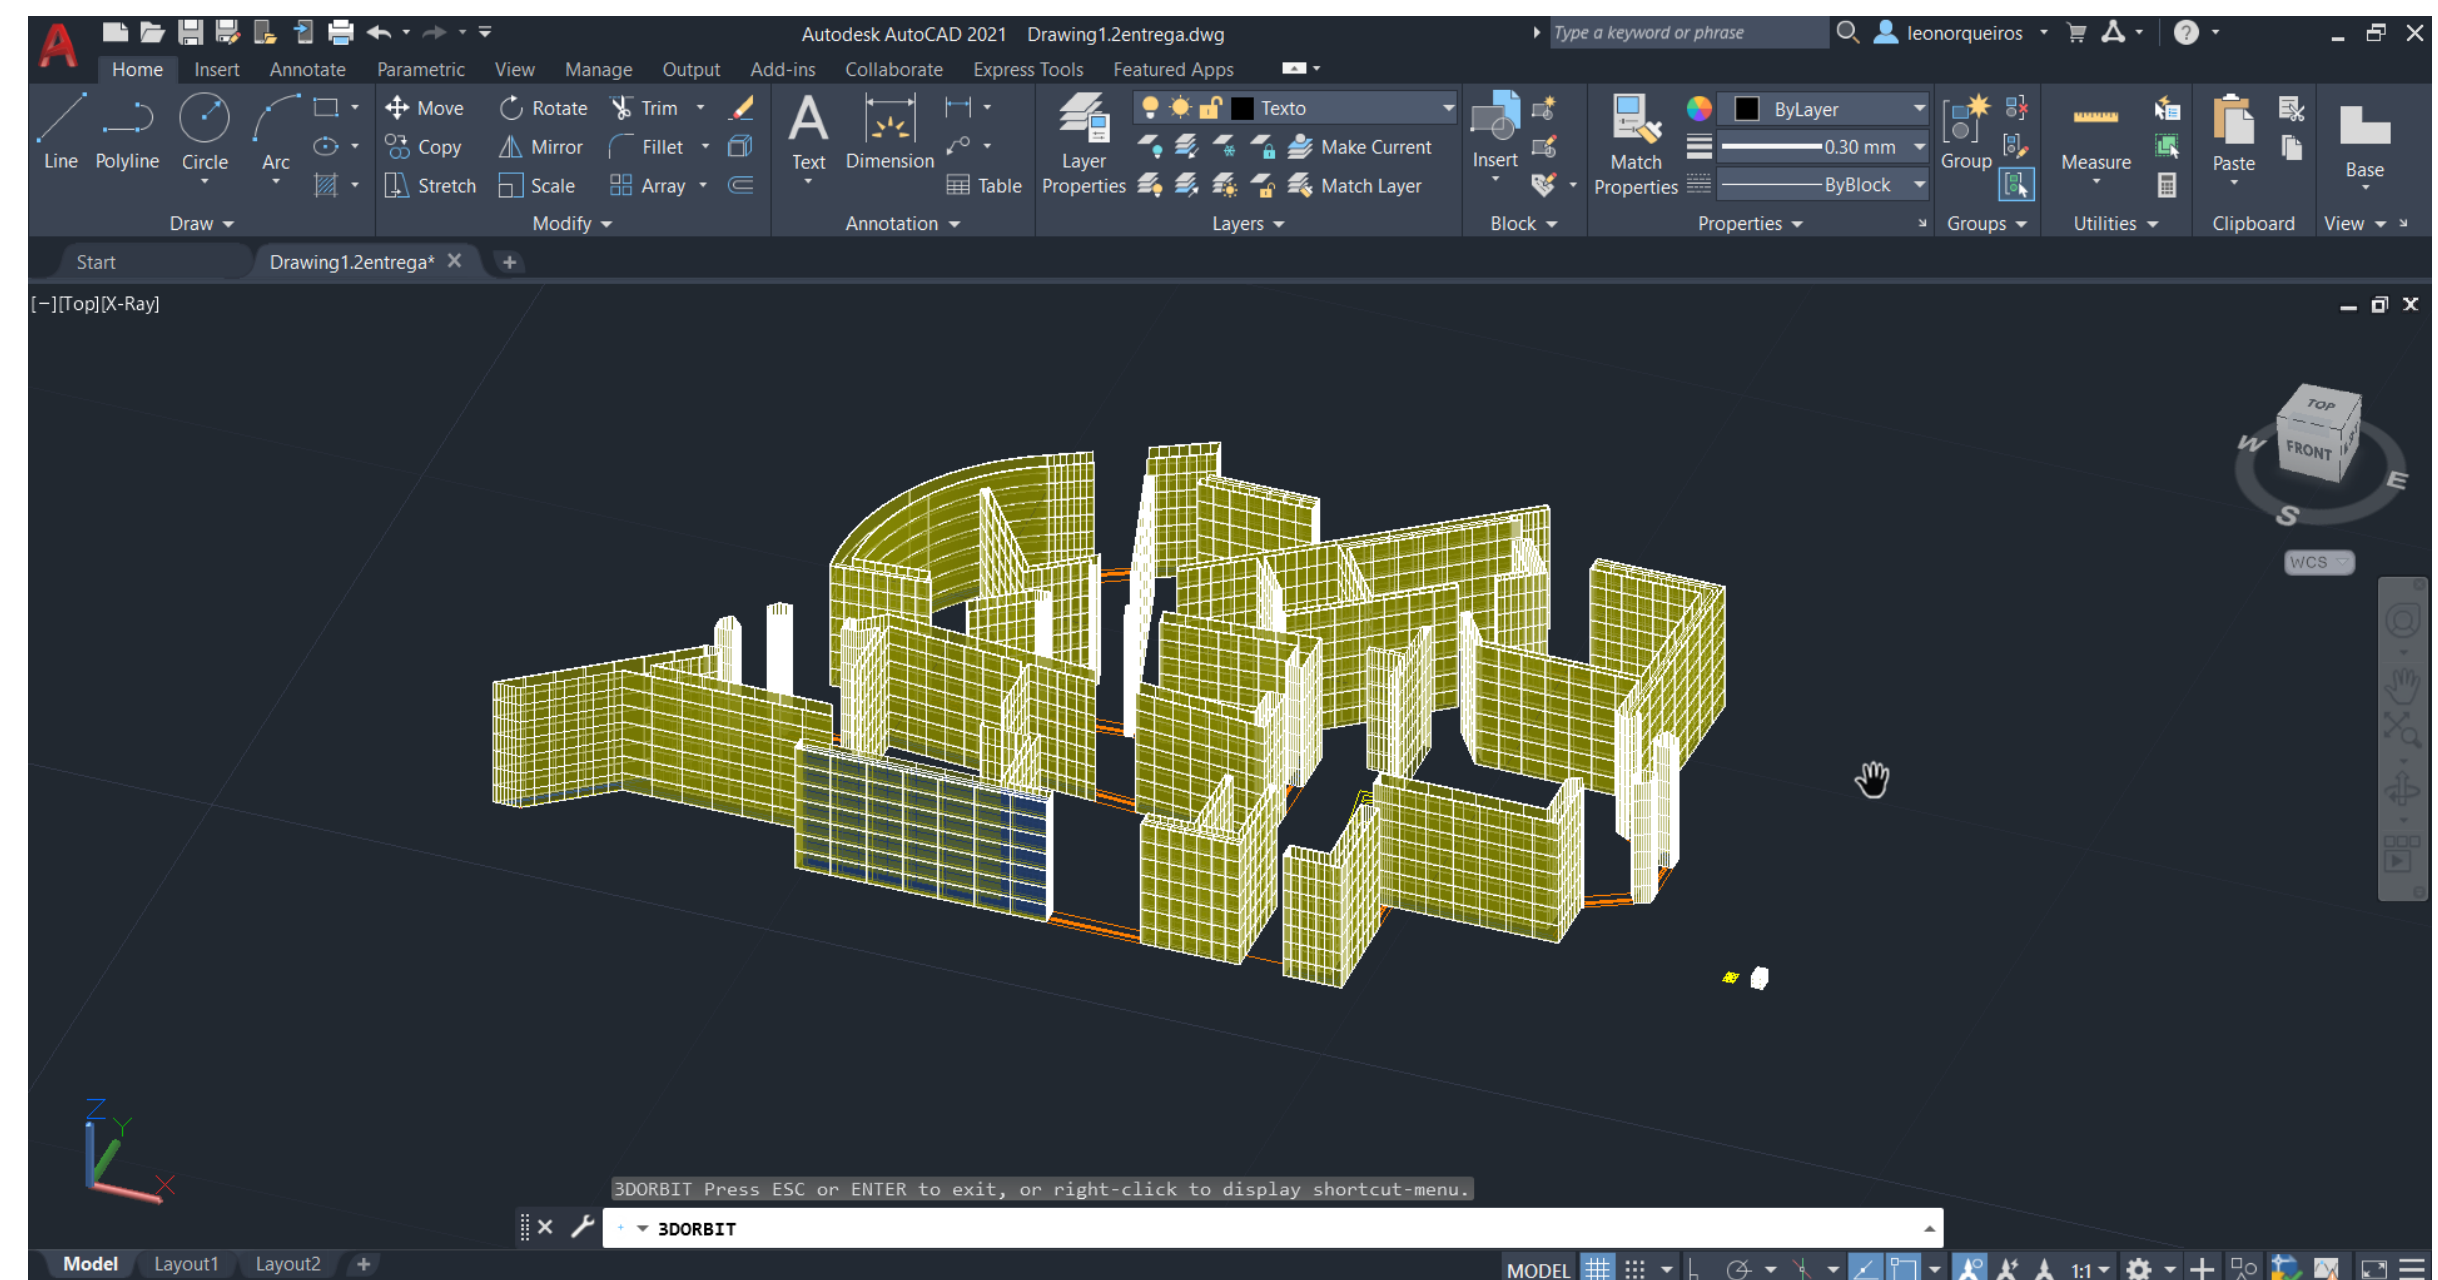 Autodesk AutoCAD 2021 Drawing1.2entrega.dwg Type a keyword or phrase leonorqueiros
Home Insert Annotate Parametric View Manage Output Add-ins Collaborate Express Tools Featured Apps
Move Rotate Trim Texto ByLayer
Copy Mirror Fillet Make Current 0.30 mm
Line Polyline Circle Arc Text Dimension Layer Properties Insert Match Properties Group Measure Paste Base
Stretch Scale Array Table Match Layer ByBlock
Draw Modify Annotation Layers Block Properties Groups Utilities Clipboard View
Start Drawing1.2entrega*
[−][Top][X-Ray]
TOP
FRONT
W
E
S
WCS
Z
Y
X
3DORBIT Press ESC or ENTER to exit, or right-click to display shortcut-menu.
3DORBIT
Model Layout1 Layout2 MODEL 1:1